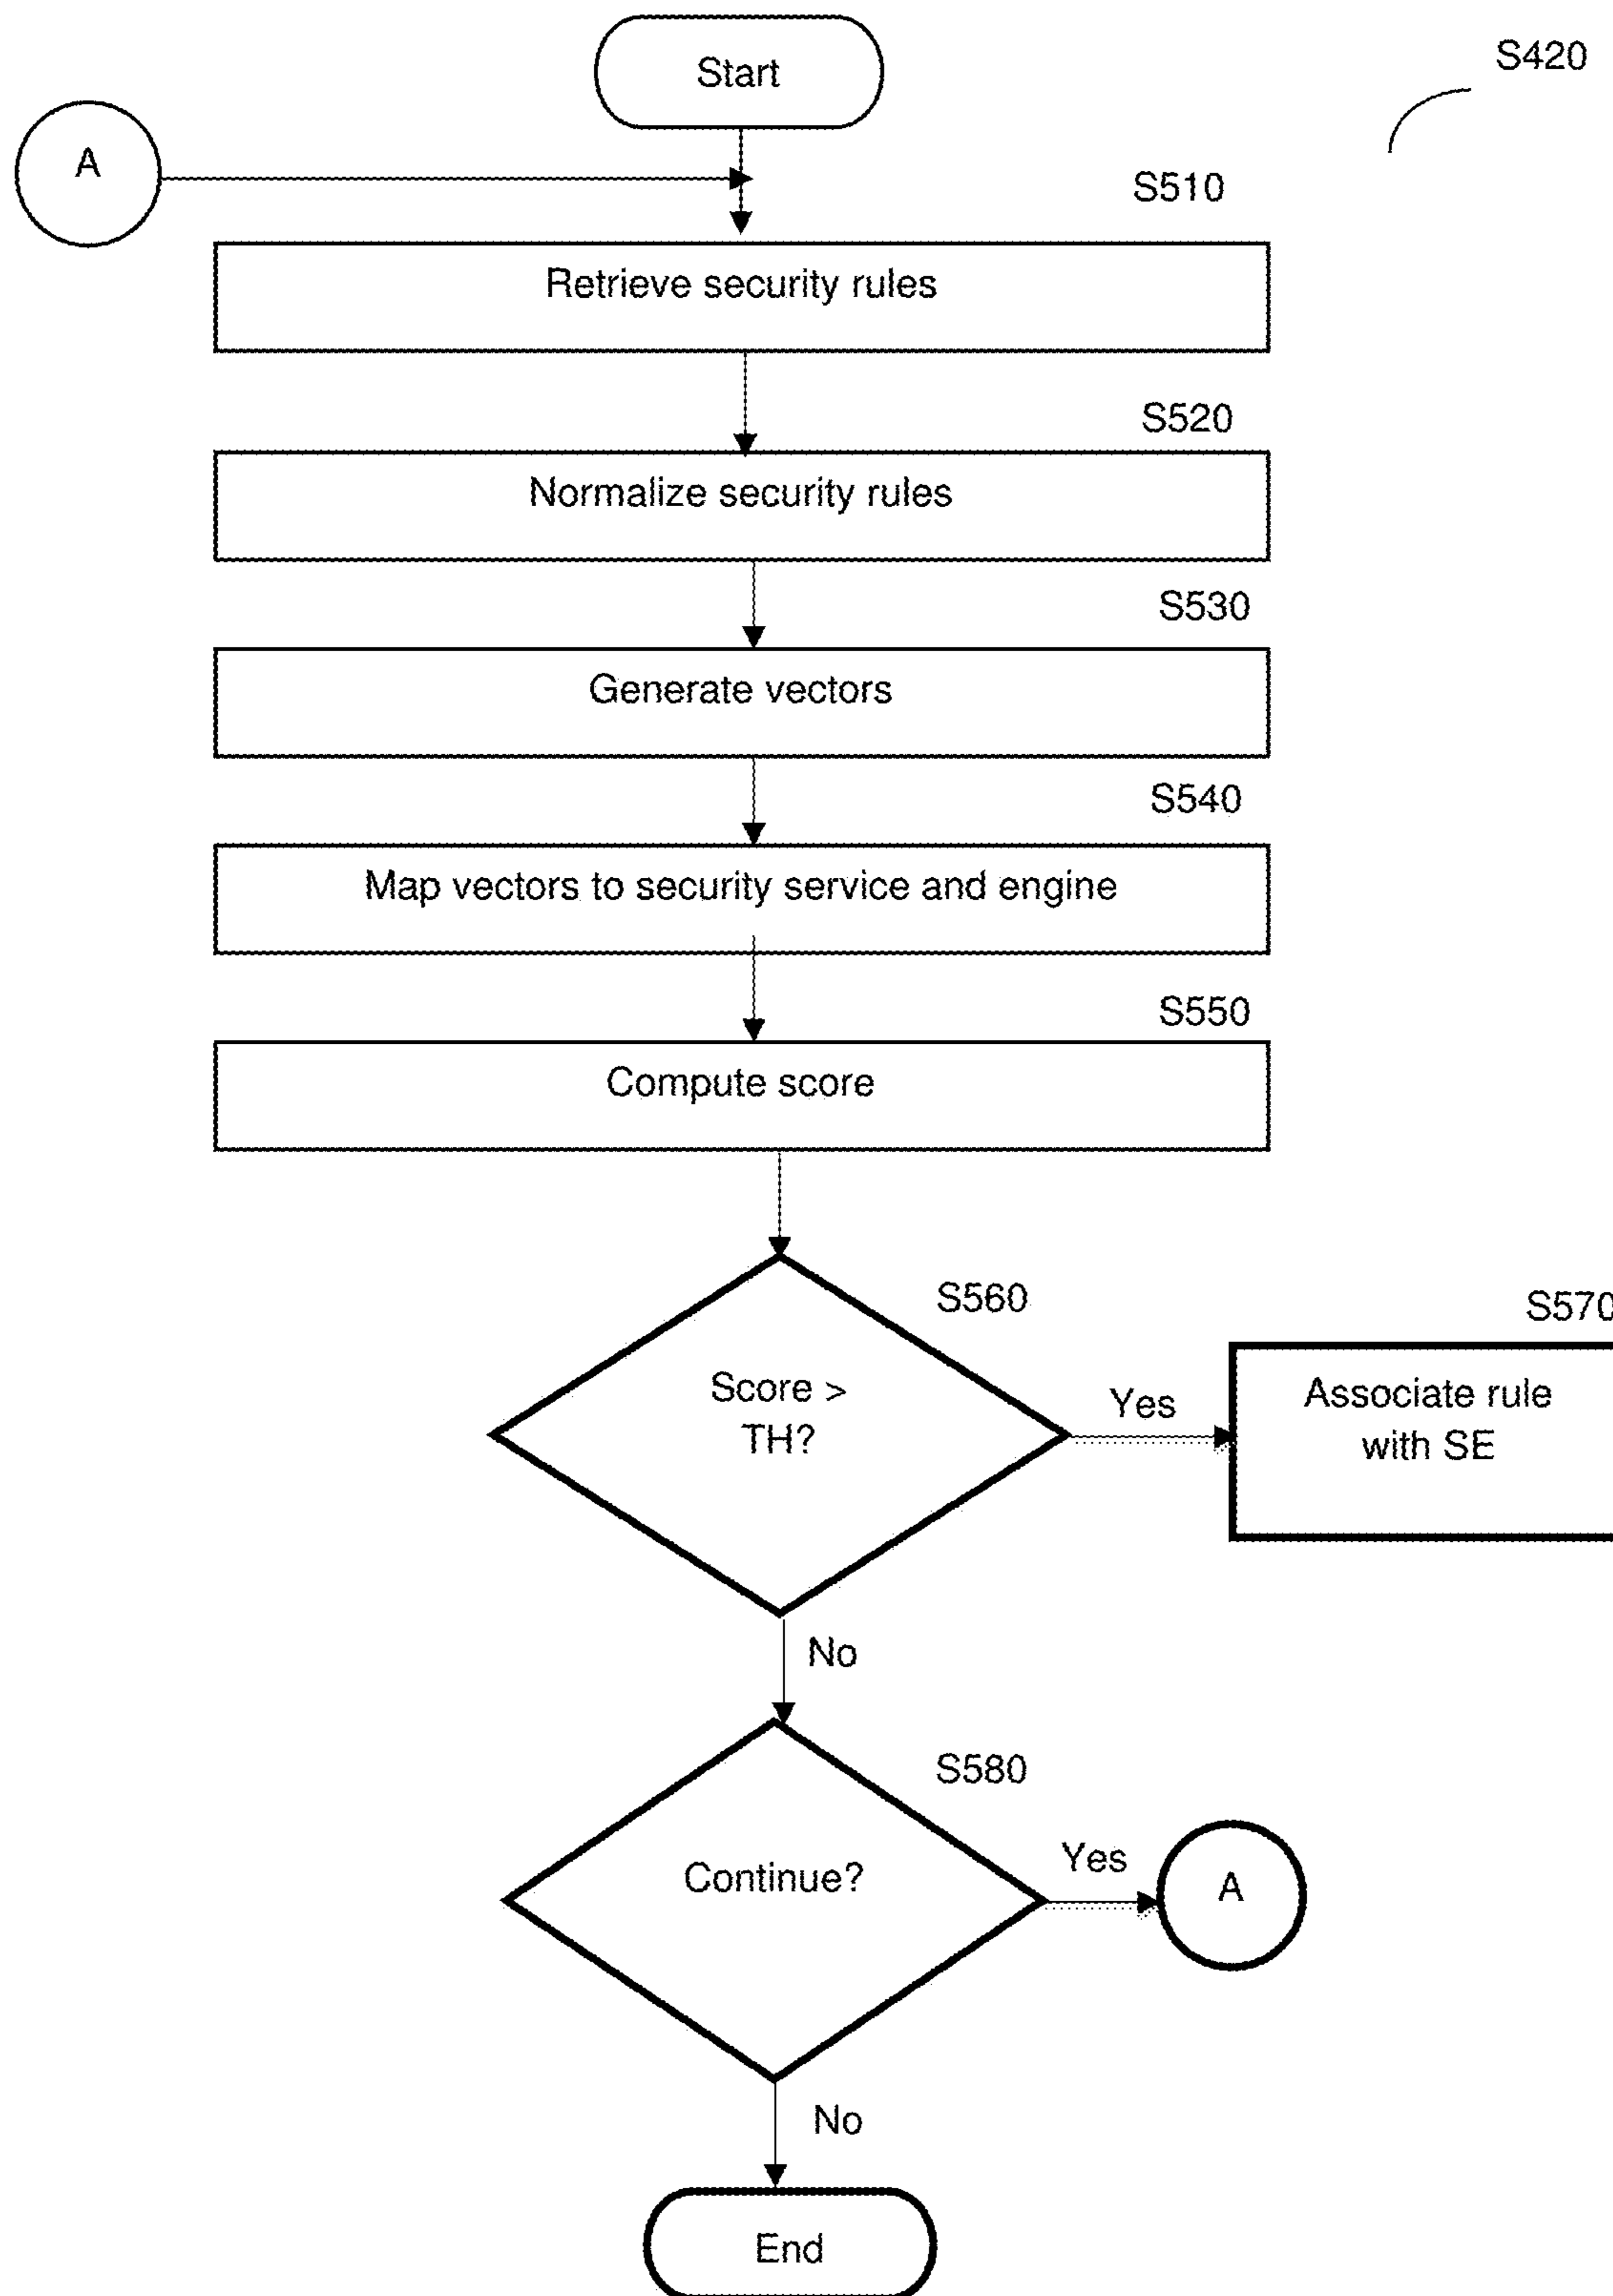 Start
S420
A
S510
Retrieve security rules
S520
Normalize security rules
S530
Generate vectors
S540
Map vectors to security service and engine
S550
Compute score
S560
S570
Score >
TH?
Yes
Associate rule
with SE
No
S580
Continue?
Yes
A
No
End